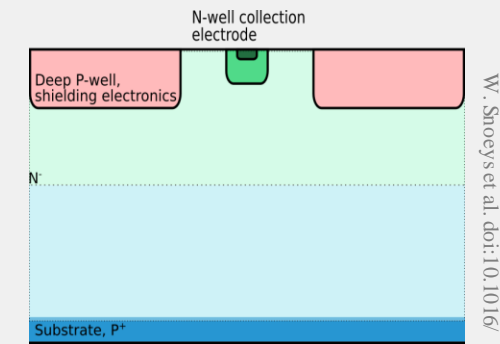 N-well collection
electrode
Deep P-well,
shielding electronics
N⁻
Substrate, P⁺
W. Snoeys et al. doi:10.1016/